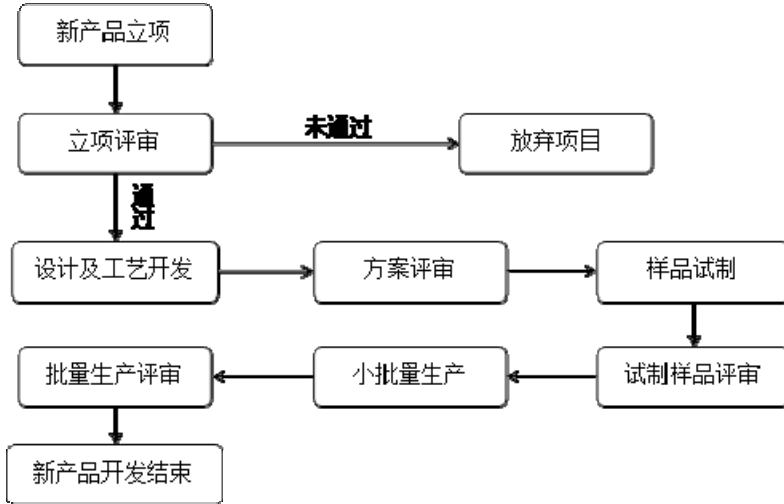 新产品立项
立项评审
未通过
放弃项目
通
过
设计及工艺开发
方案评审
样品试制
批量生产评审
小批量生产
试制样品评审
新产品开发结束